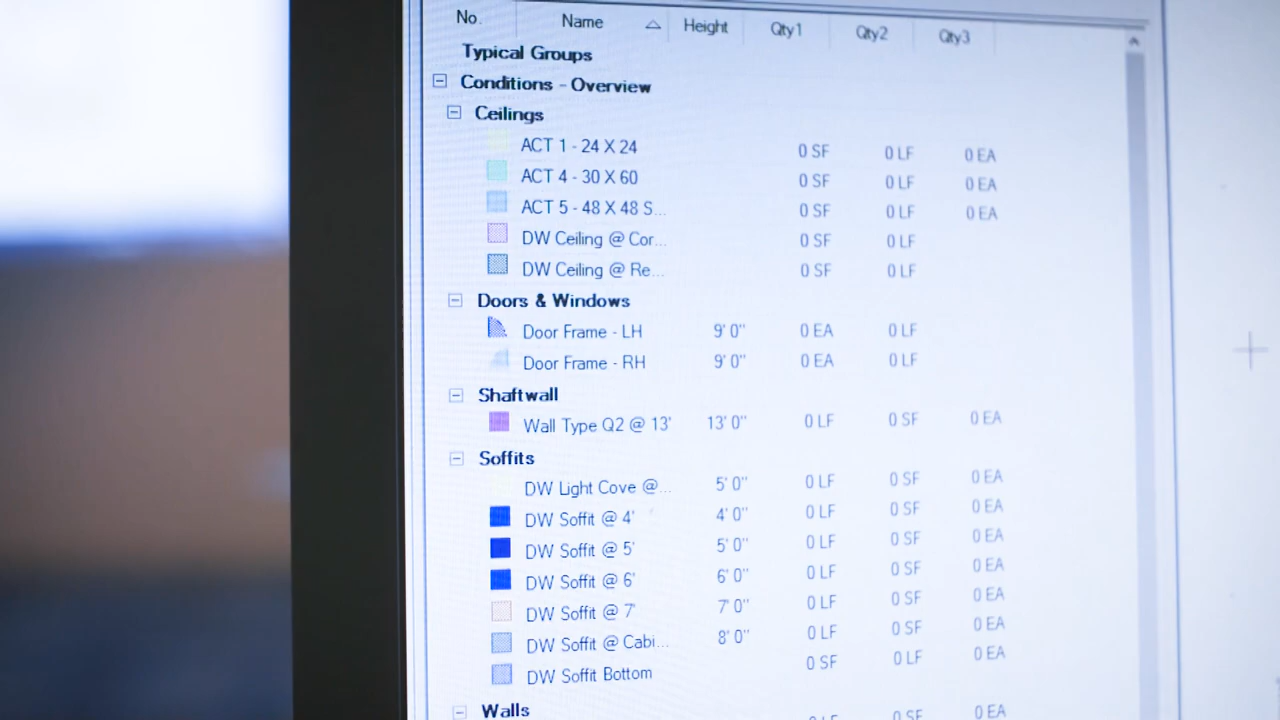 No. Name Height Qty1 Qty2 Qty3
Typical Groups
Conditions - Overview
Ceilings
ACT 1 - 24 X 24 0 SF 0 LF 0 EA
ACT 4 - 30 X 60 0 SF 0 LF 0 EA
ACT 5 - 48 X 48 S... 0 SF 0 LF 0 EA
DW Ceiling @ Cor... 0 SF 0 LF
DW Ceiling @ Re... 0 SF 0 LF
Doors & Windows
Door Frame - LH 9' 0" 0 EA 0 LF
Door Frame - RH 9' 0" 0 EA 0 LF
Shaftwall
Wall Type Q2 @ 13' 13' 0" 0 LF 0 SF 0 EA
Soffits
DW Light Cove @... 5' 0" 0 LF 0 SF 0 EA
DW Soffit @ 4' 4' 0" 0 LF 0 SF 0 EA
DW Soffit @ 5' 5' 0" 0 LF 0 SF 0 EA
DW Soffit @ 6' 6' 0" 0 LF 0 SF 0 EA
DW Soffit @ 7' 7' 0" 0 LF 0 SF 0 EA
DW Soffit @ Cabi... 8' 0" 0 LF 0 SF 0 EA
DW Soffit Bottom 0 SF 0 LF 0 EA
Walls 0 LF 0 SF 0 EA